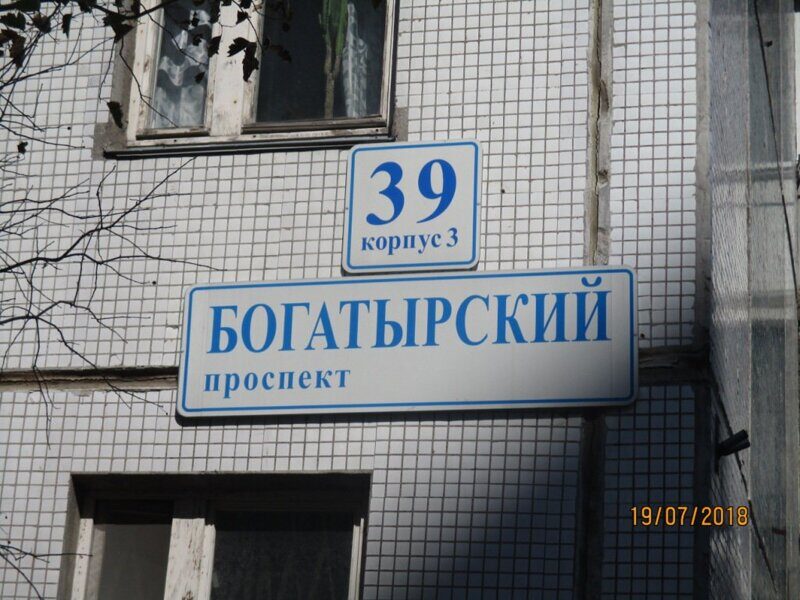 39
корпус 3
БОГАТЫРСКИЙ
проспект
19/07/2018